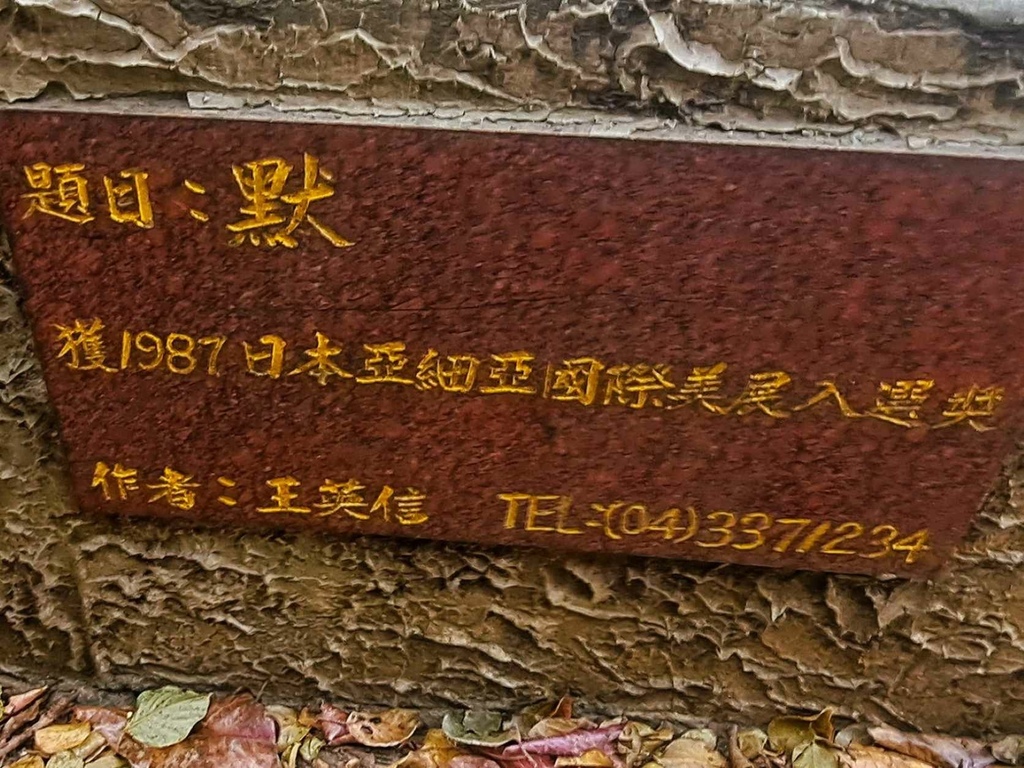 題目：默
獲1987日本亞細亞國際美展入選獎
作者：王英信 TEL：(04)3371234